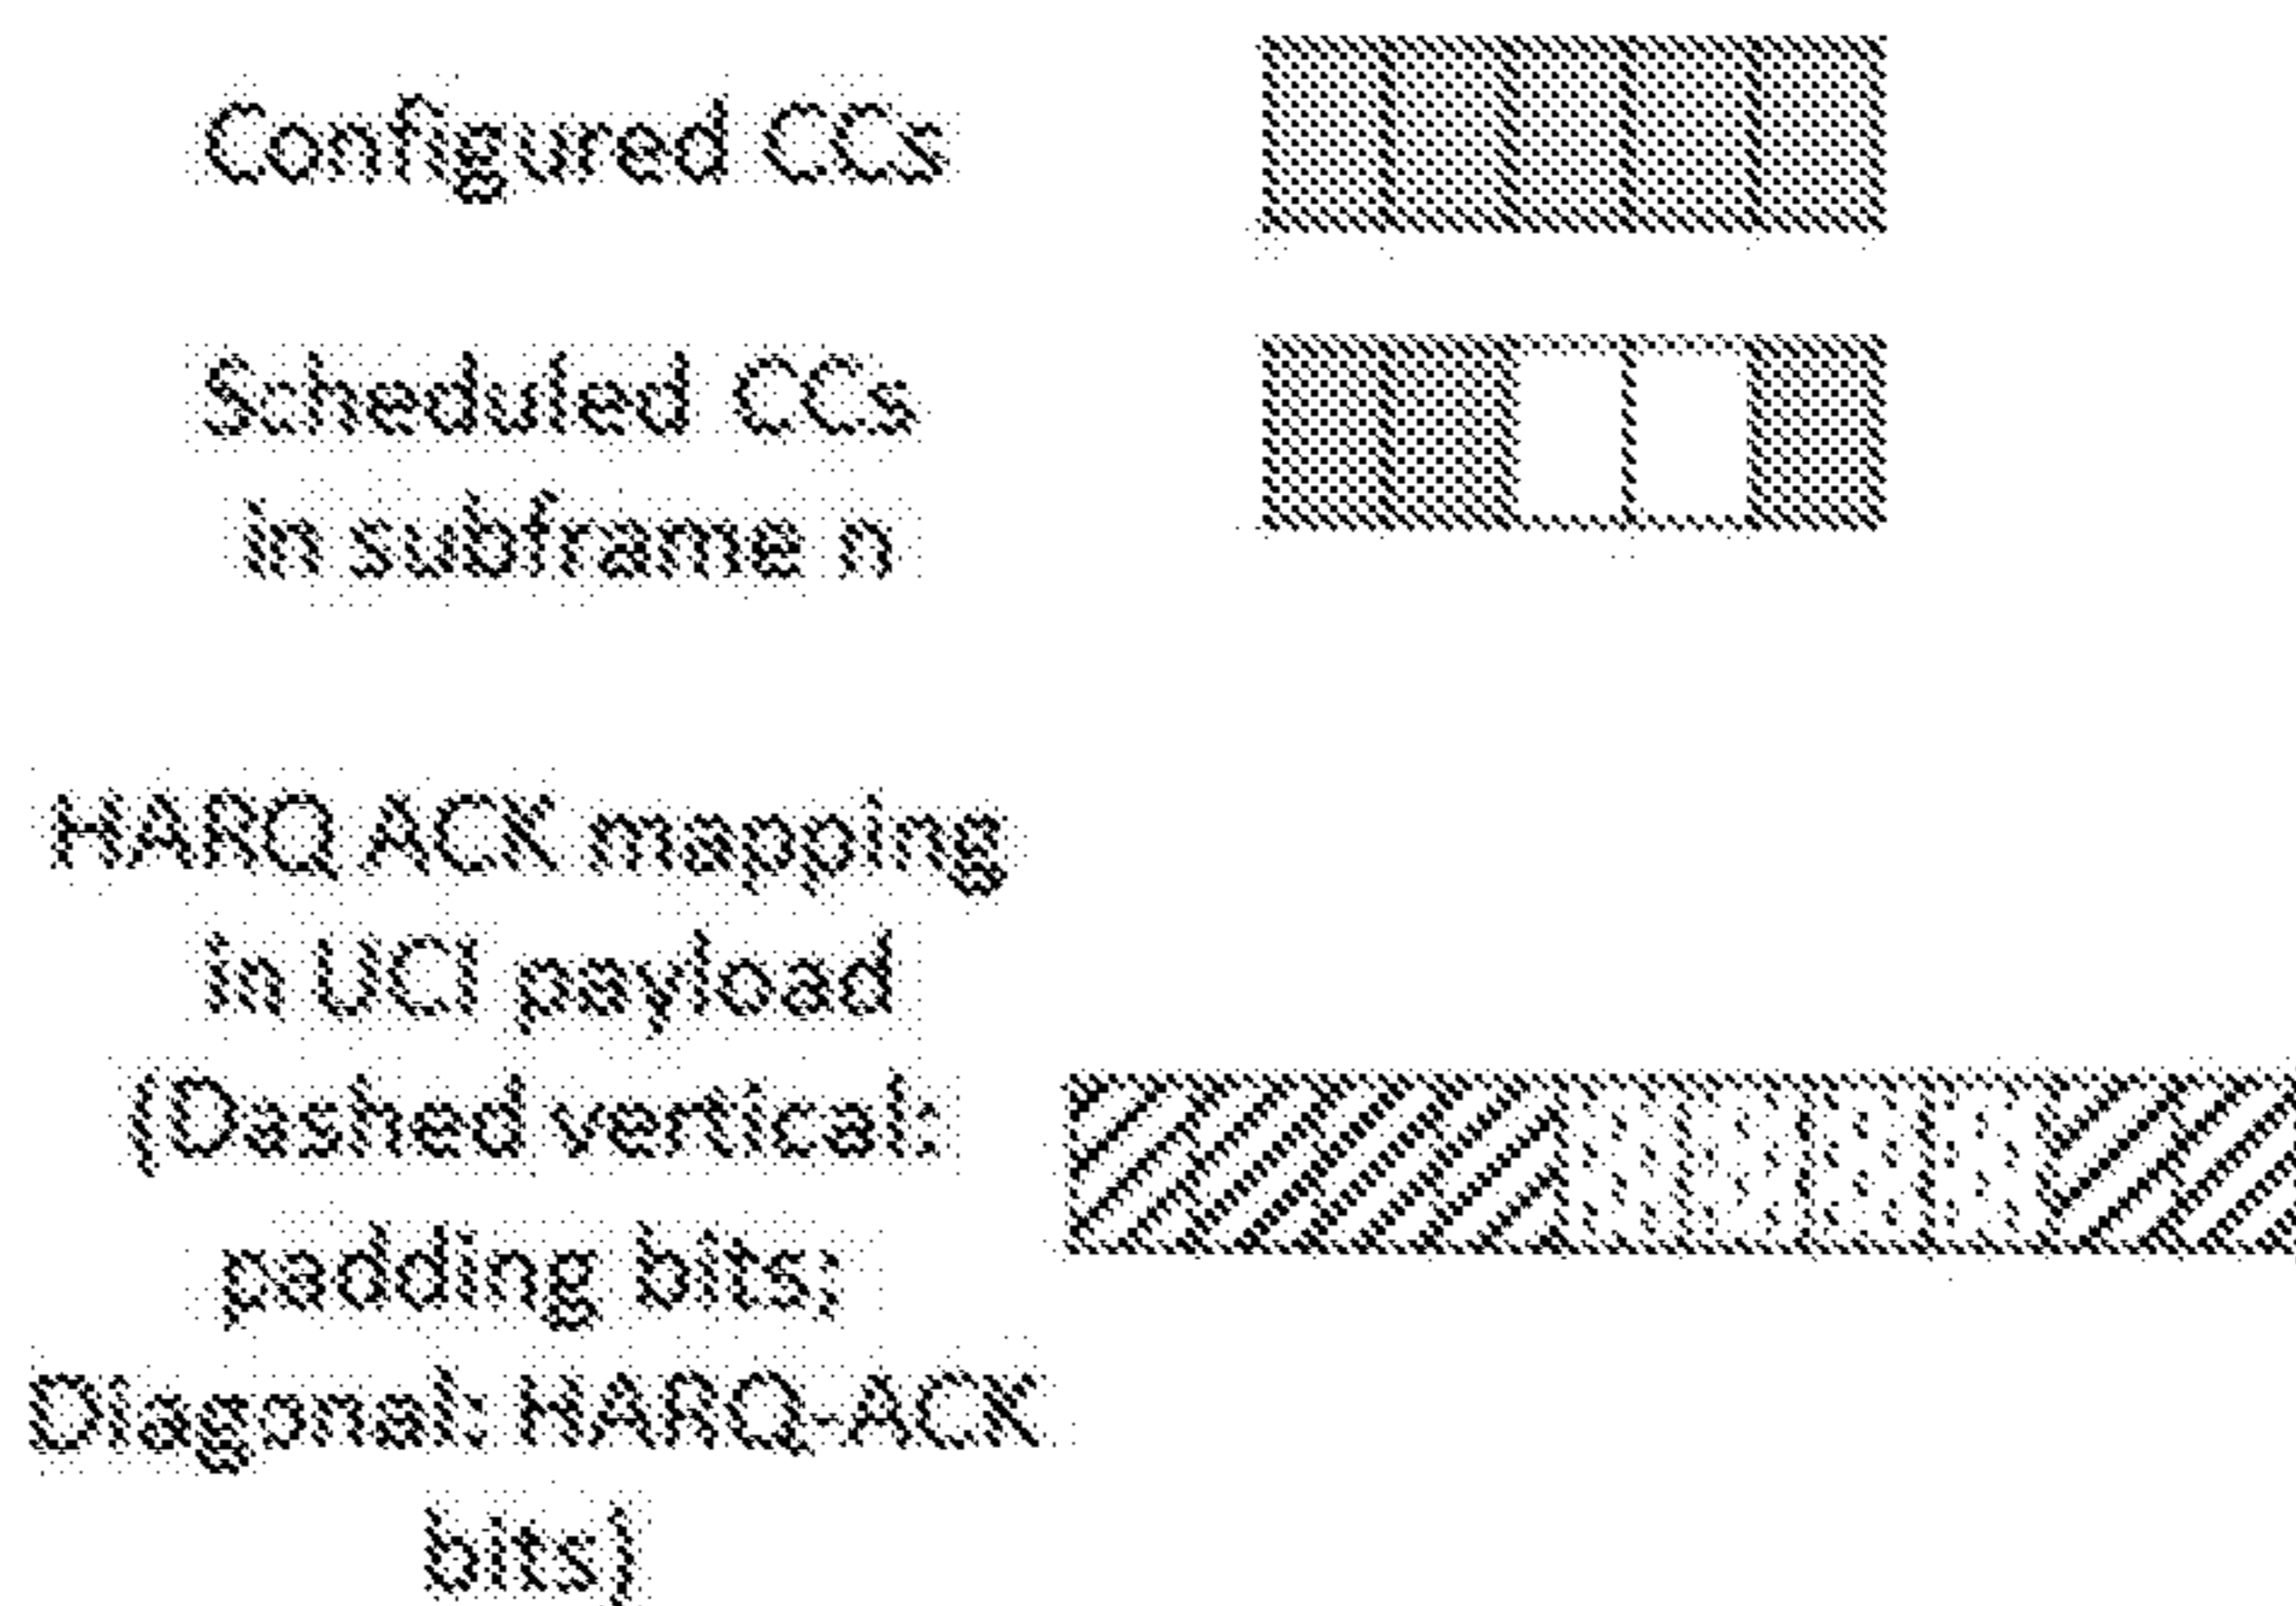 Configured CCs
Scheduled CCs
in subframe n
HARQ ACK mapping
in UCI payload
(Dashed vertical:
padding bits;
Diagonal: HARQ-ACK
bits)